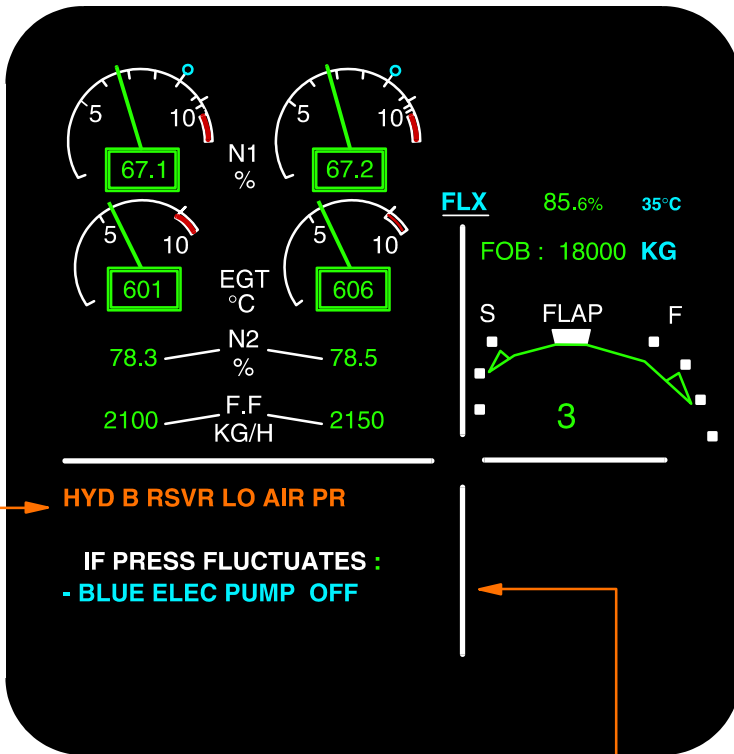 5 10 5 10
67.1 N1 67.2
%
FLX 85.6% 35°C
5 10 5 10
FOB : 18000 KG
601 EGT 606
°C
S FLAP F
78.3 N2 78.5
%
3
2100 F.F 2150
KG/H
HYD B RSVR LO AIR PR
IF PRESS FLUCTUATES :
- BLUE ELEC PUMP OFF